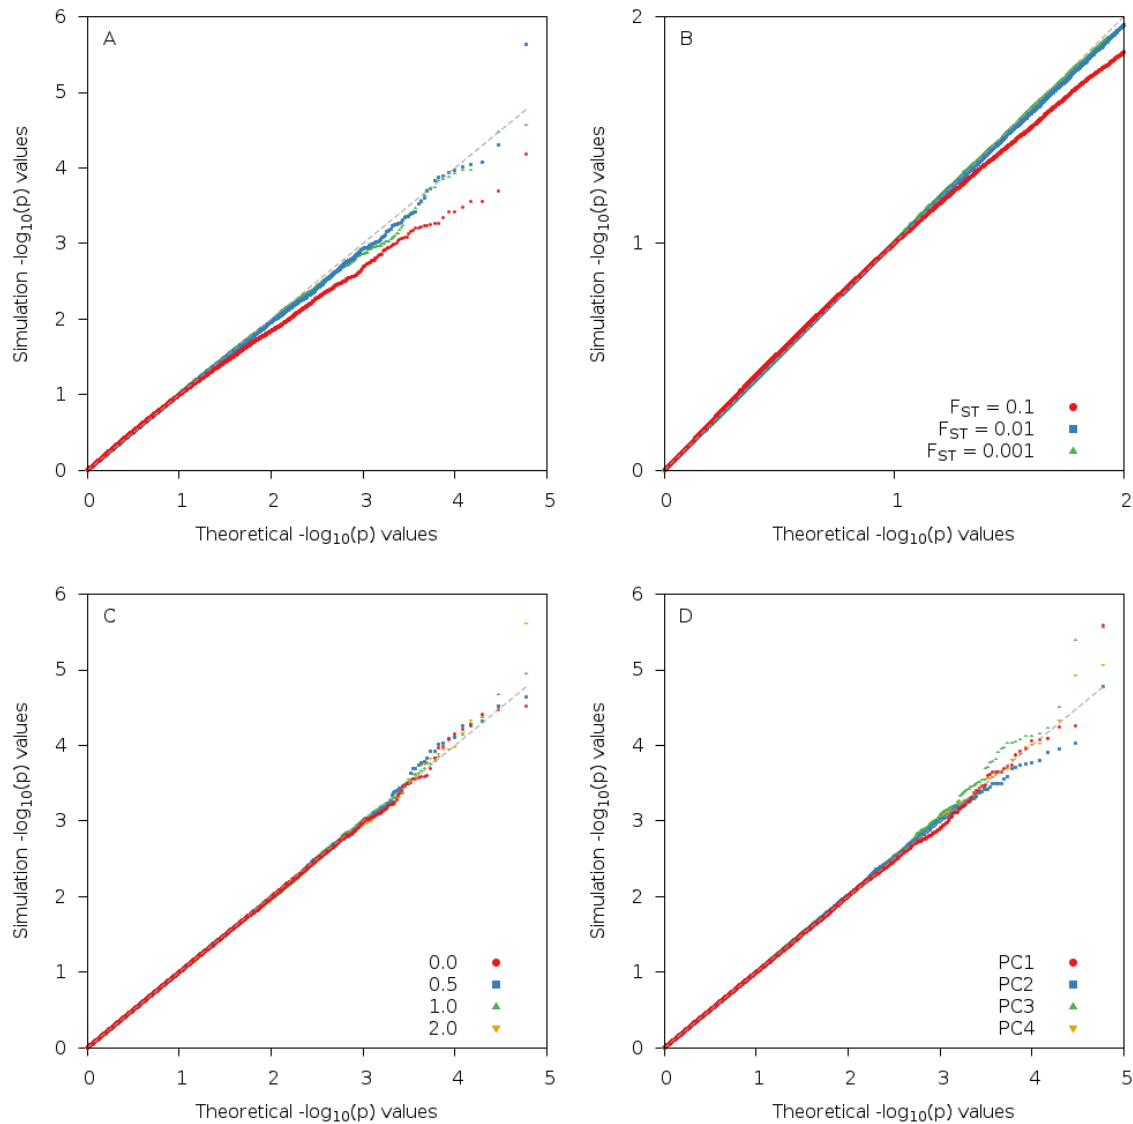 A
6
5
4
3
2
1
0
Simulation -log10(p) values
0 1 2 3 4 5
Theoretical -log10(p) values
B
2
1
0
Simulation -log10(p) values
FST = 0.1
FST = 0.01
FST = 0.001
0 1 2
Theoretical -log10(p) values
C
6
5
4
3
2
1
0
Simulation -log10(p) values
0.0
0.5
1.0
2.0
0 1 2 3 4 5
Theoretical -log10(p) values
D
6
5
4
3
2
1
0
Simulation -log10(p) values
PC1
PC2
PC3
PC4
0 1 2 3 4 5
Theoretical -log10(p) values